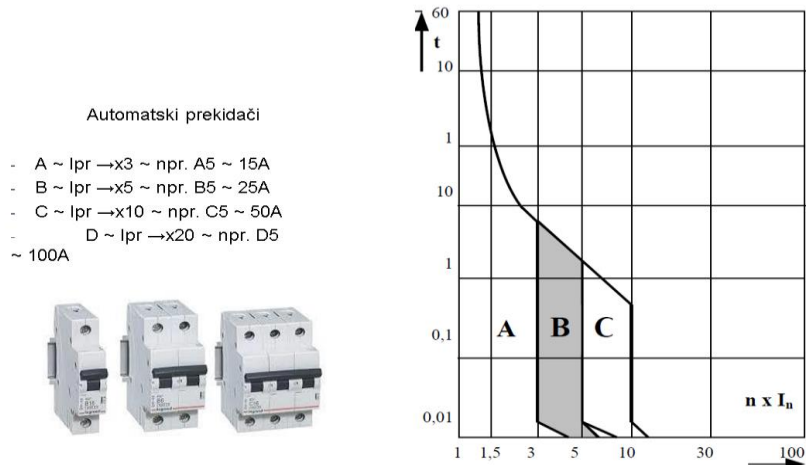 Automatski prekidači
- A ~ Ipr →x3 ~ npr. A5 ~ 15A
- B ~ Ipr →x5 ~ npr. B5 ~ 25A
- C ~ Ipr →x10 ~ npr. C5 ~ 50A
- D ~ Ipr →x20 ~ npr. D5
~ 100A
60
t
10
1
10
1
0,1
0,01
A B C
n x Iₙ
1 1,5 3 5 10 30 100